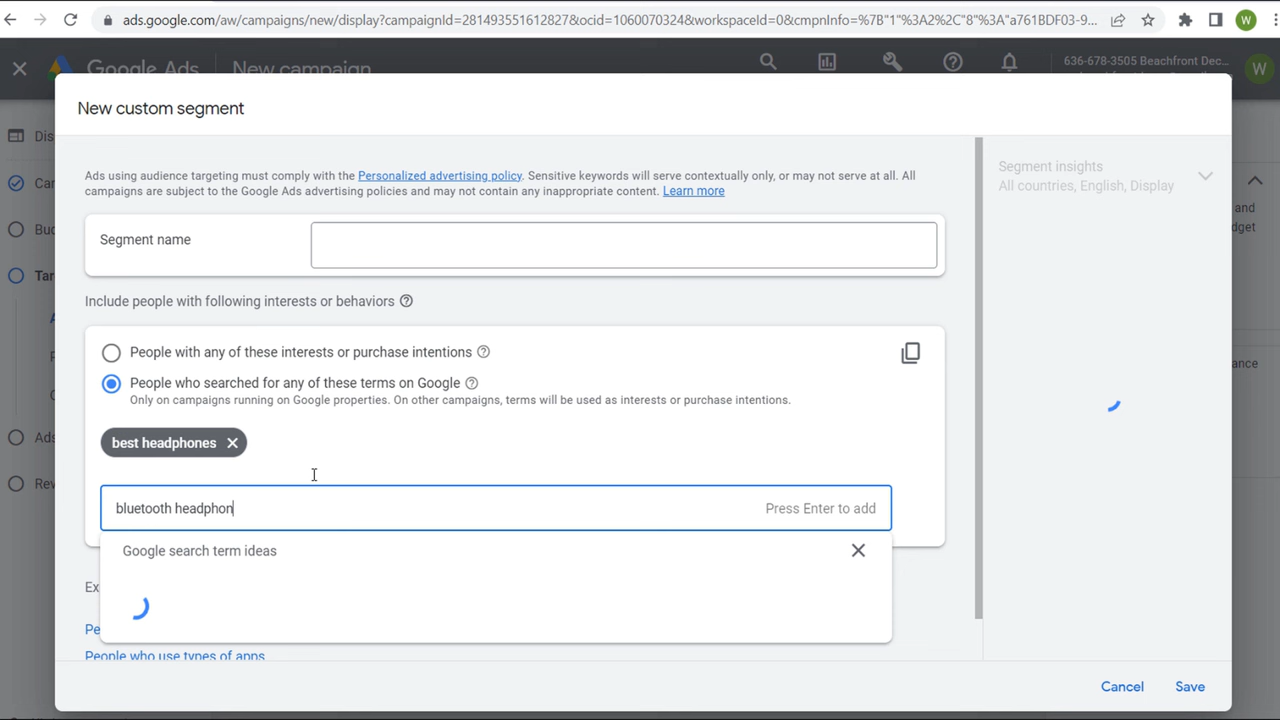 ads.google.com/aw/campaigns/new/display?campaignId=281493551612827&ocid=1060070324&workspaceId=0&cmpnInfo=%7B"1"%3A2%2C"8"%3A"a761BDF03-9...
W
Google Ads
New campaign
636-678-3505 Beachfront Dec...
W
New custom segment
Ads using audience targeting must comply with the Personalized advertising policy. Sensitive keywords will serve contextually only, or may not serve at all. All
campaigns are subject to the Google Ads advertising policies and may not contain any inappropriate content. Learn more
Segment insights
All countries, English, Display
Segment name
Include people with following interests or behaviors
People with any of these interests or purchase intentions
People who searched for any of these terms on Google
Only on campaigns running on Google properties. On other campaigns, terms will be used as interests or purchase intentions.
best headphones
bluetooth headphon
Press Enter to add
Google search term ideas
Ex
Pe
People who use types of apps
Cancel
Save
Dis
Car
Buc
Tar
Ads
Rev
and
dget
ance